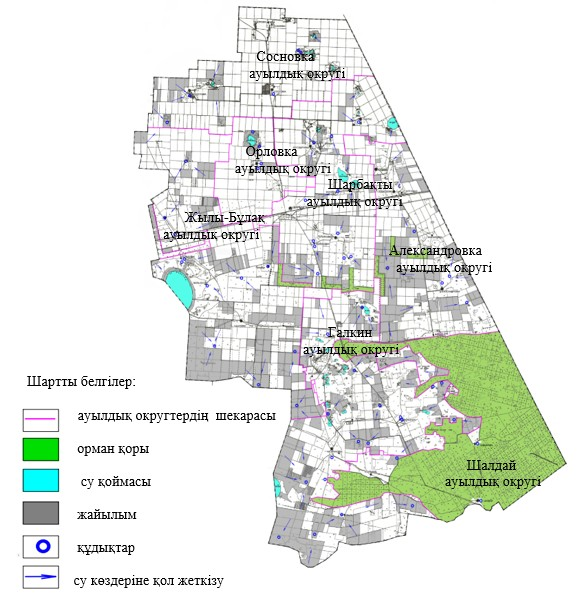 Сосновка
ауылдық округі
Орловка
ауылдық округі
Шарбақты
ауылдық округі
Жылы-Бұлақ
ауылдық округі
Александровка
ауылдық округі
Галкин
ауылдық округі
Шалдай
ауылдық округі
Шартты белгілер:
ауылдық округтердің шекарасы
орман қоры
су қоймасы
жайылым
құдықтар
су көздеріне қол жеткізу